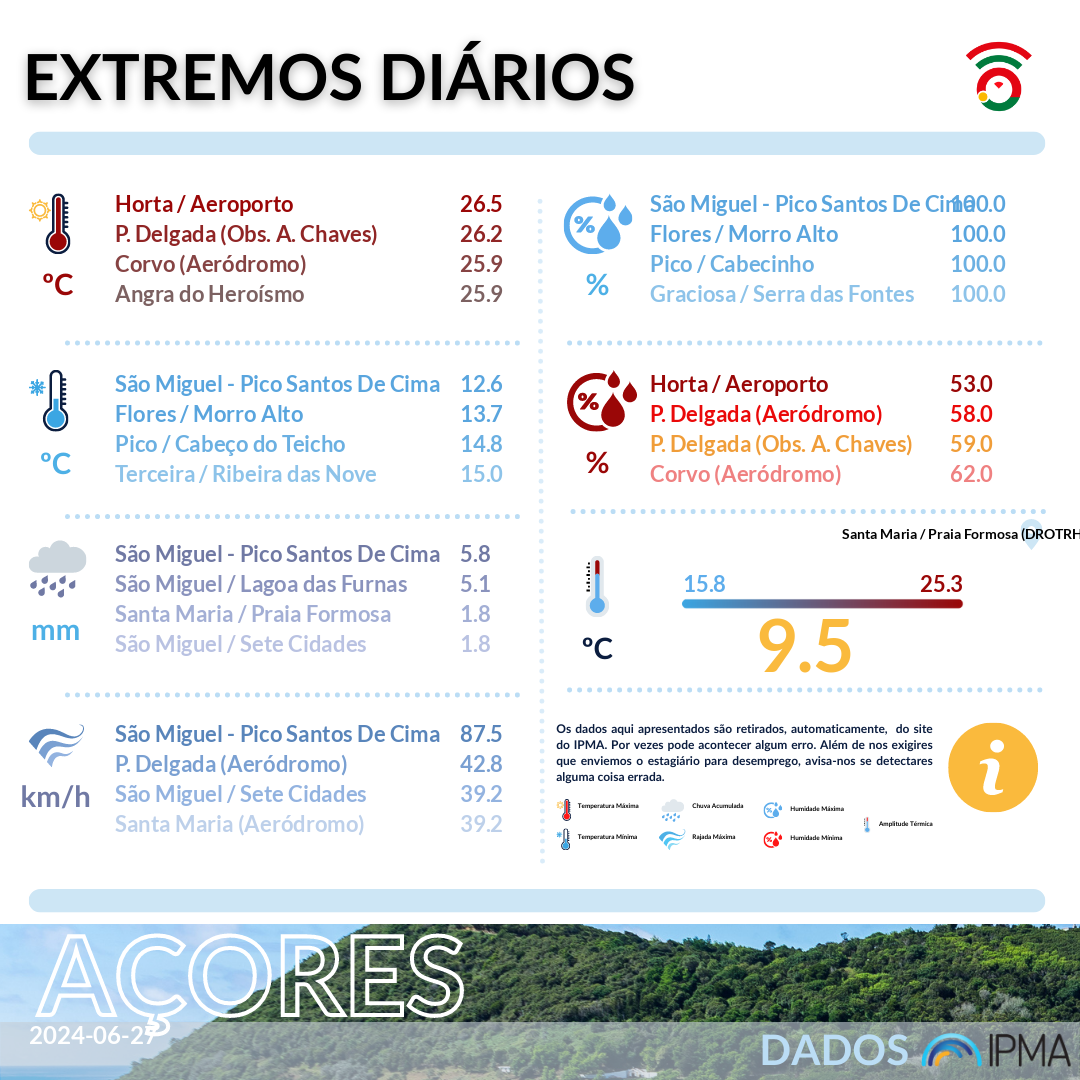 EXTREMOS DIÁRIOS
Horta / Aeroporto 26.5
P. Delgada (Obs. A. Chaves) 26.2
Corvo (Aeródromo) 25.9
Angra do Heroísmo 25.9
ºC
São Miguel - Pico Santos De Cima 12.6
Flores / Morro Alto 13.7
Pico / Cabeço do Teicho 14.8
Terceira / Ribeira das Nove 15.0
ºC
São Miguel - Pico Santos De Cima 5.8
São Miguel / Lagoa das Furnas 5.1
Santa Maria / Praia Formosa 1.8
São Miguel / Sete Cidades 1.8
mm
São Miguel - Pico Santos De Cima 87.5
P. Delgada (Aeródromo) 42.8
São Miguel / Sete Cidades 39.2
Santa Maria (Aeródromo) 39.2
km/h
São Miguel - Pico Santos De Cima 100.0
Flores / Morro Alto 100.0
Pico / Cabecinho 100.0
Graciosa / Serra das Fontes 100.0
%
Horta / Aeroporto 53.0
P. Delgada (Aeródromo) 58.0
P. Delgada (Obs. A. Chaves) 59.0
Corvo (Aeródromo) 62.0
%
Santa Maria / Praia Formosa (DROTRH
15.8 25.3
9.5
ºC
Os dados aqui apresentados são retirados, automaticamente, do site
do IPMA. Por vezes pode acontecer algum erro. Além de nos exigires
que enviemos o estagiário para desemprego, avisa-nos se detectares
alguma coisa errada.
Temperatura Máxima Chuva Acumulada Humidade Máxima
Amplitude Térmica
Temperatura Mínima Rajada Máxima Humidade Mínima
AÇORES
2024-06-27
DADOS IPMA